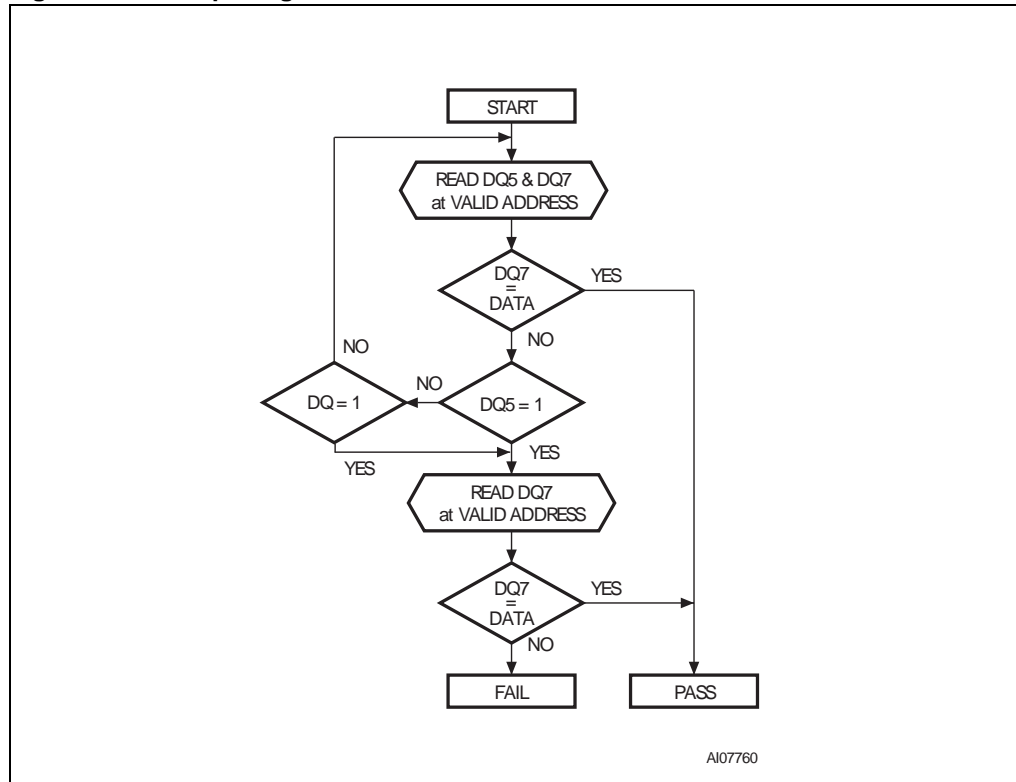 START
READ DQ5 & DQ7
at VALID ADDRESS
DQ7
=
DATA
YES
NO
NO
NO
DQ = 1
DQ5 = 1
YES
YES
READ DQ7
at VALID ADDRESS
DQ7
=
DATA
YES
NO
FAIL
PASS
AI07760